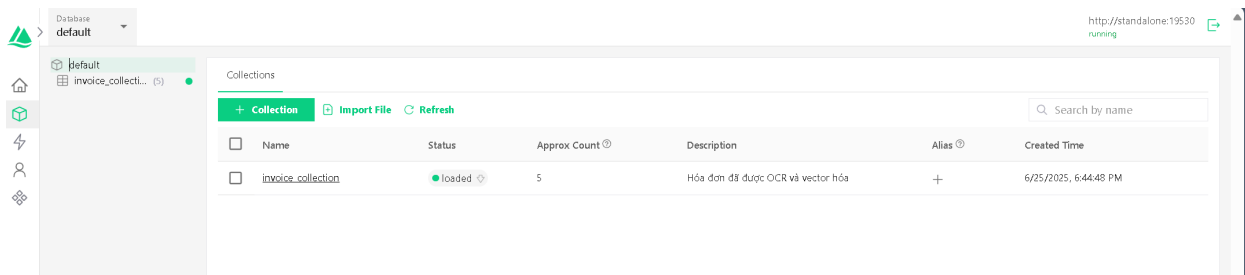 Database
default
http://standalone:19530
running
default
invoice_collecti... (5)
Collections
+ Collection Import File Refresh
Search by name
Name Status Approx Count Description Alias Created Time
invoice_collection loaded 5 Hóa đơn đã được OCR và vector hóa + 6/25/2025, 6:44:48 PM